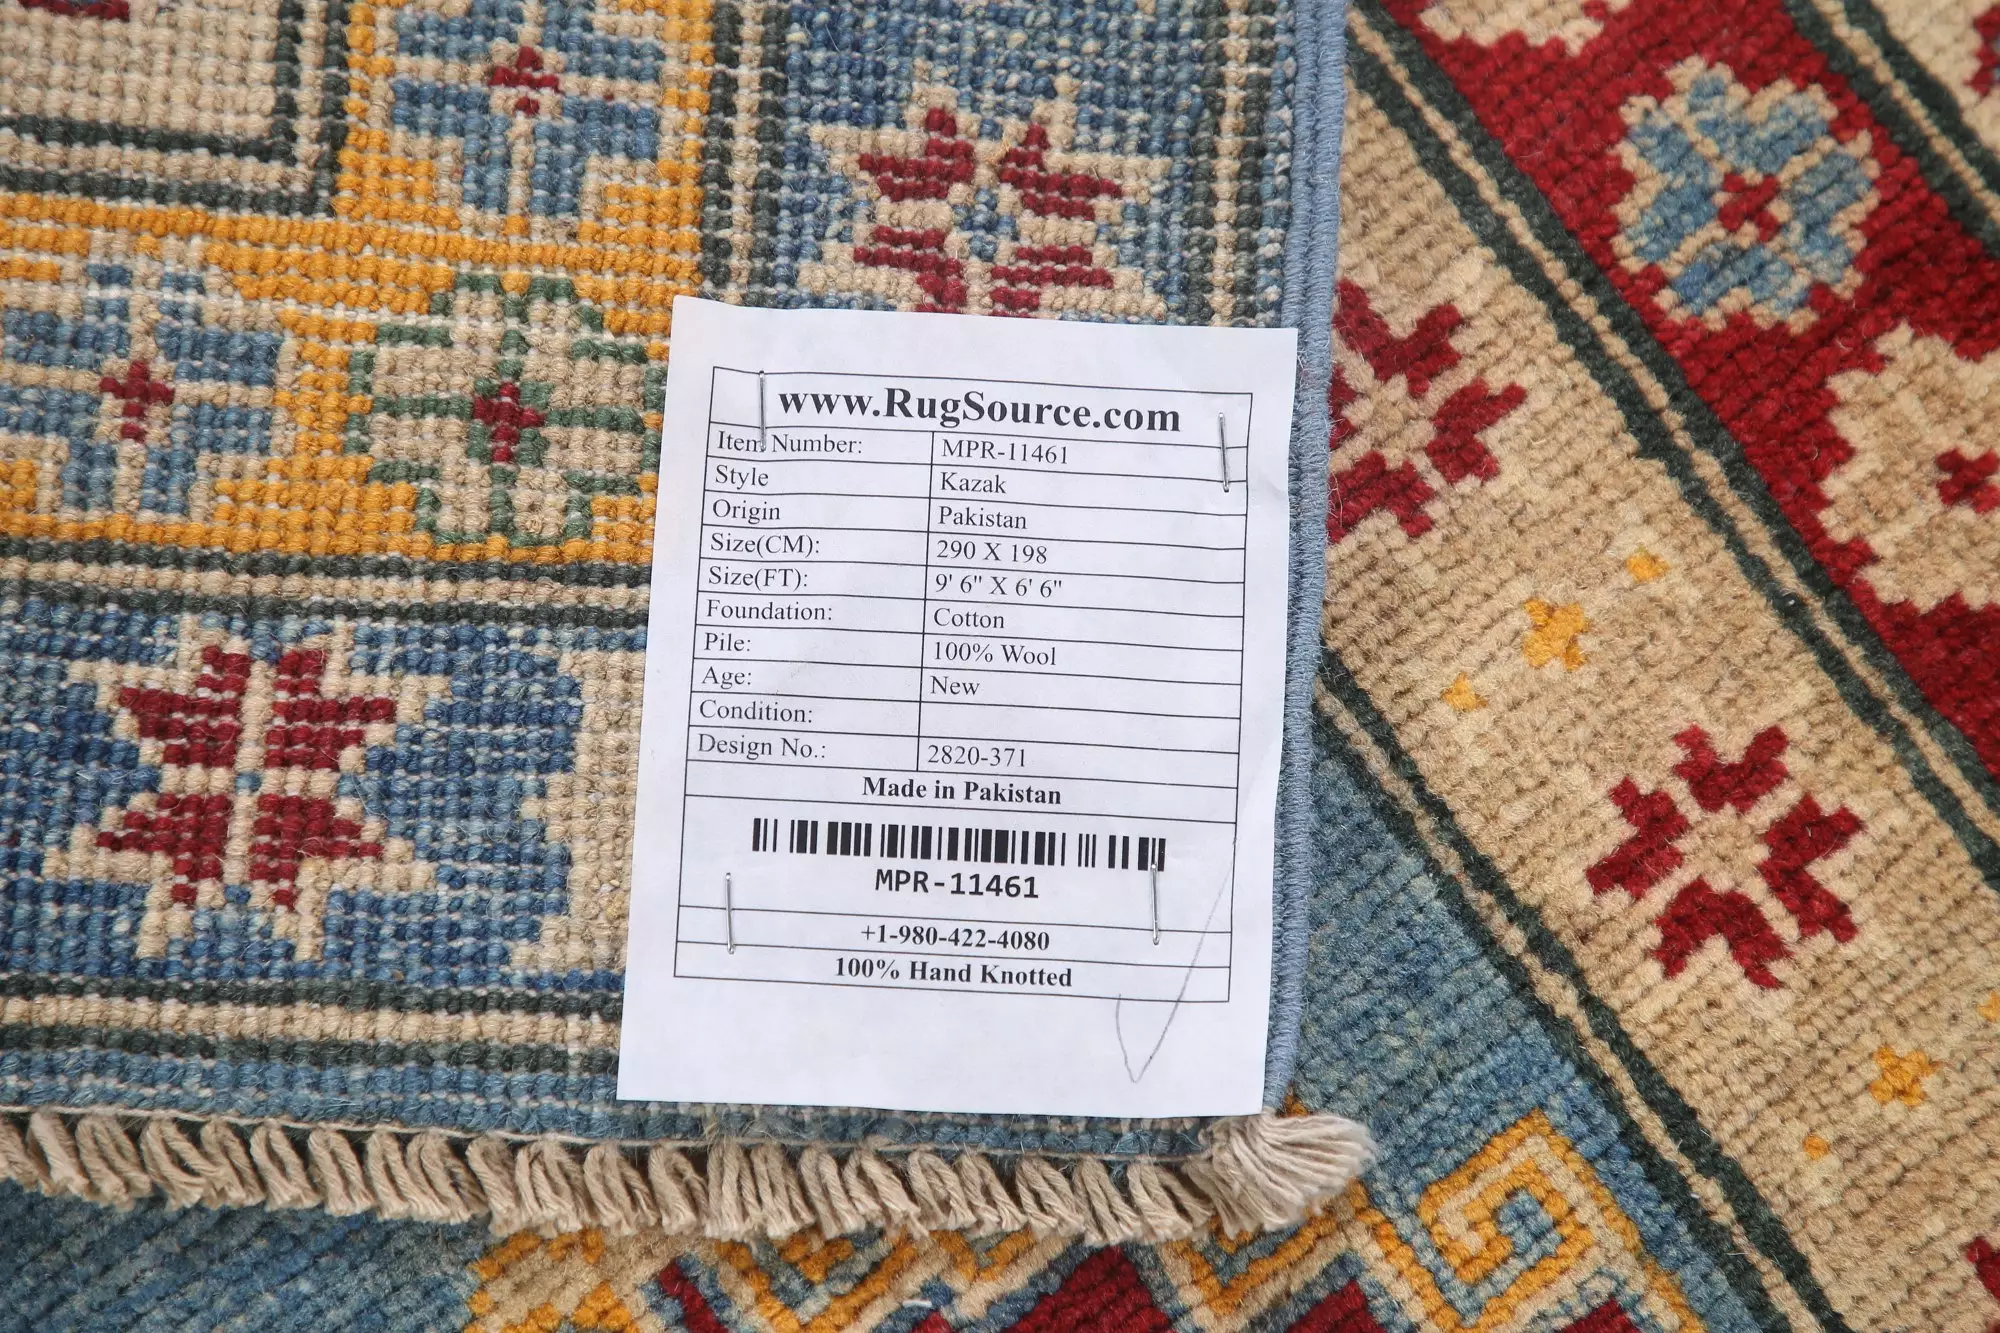 www.RugSource.com
Item Number: MPR-11461
Style Kazak
Origin Pakistan
Size(CM): 290 X 198
Size(FT): 9' 6" X 6' 6"
Foundation: Cotton
Pile: 100% Wool
Age: New
Condition:
Design No.: 2820-371
Made in Pakistan
MPR-11461
+1-980-422-4080
100% Hand Knotted